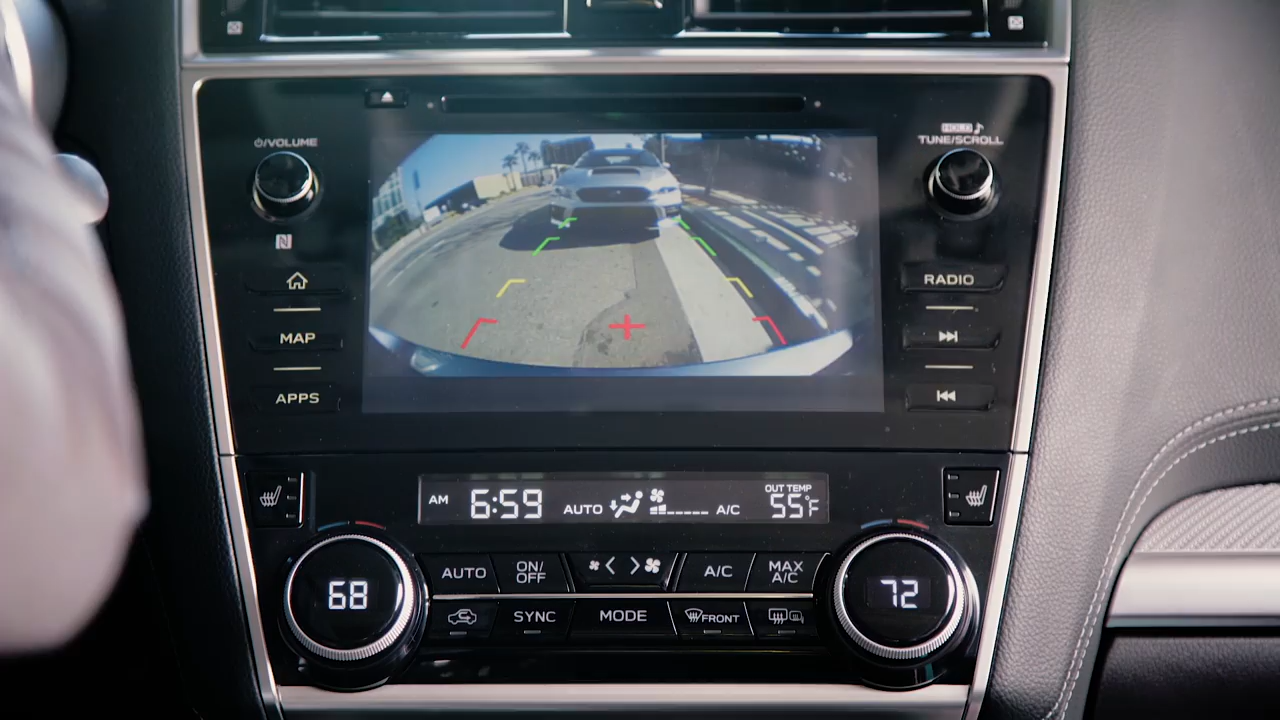 VOLUME
HOLD
TUNE/SCROLL
N
RADIO
MAP
APPS
AM 6:59 AUTO A/C OUT TEMP 55°F
68
AUTO
ON/
OFF
A/C
MAX
A/C
72
SYNC
MODE
FRONT